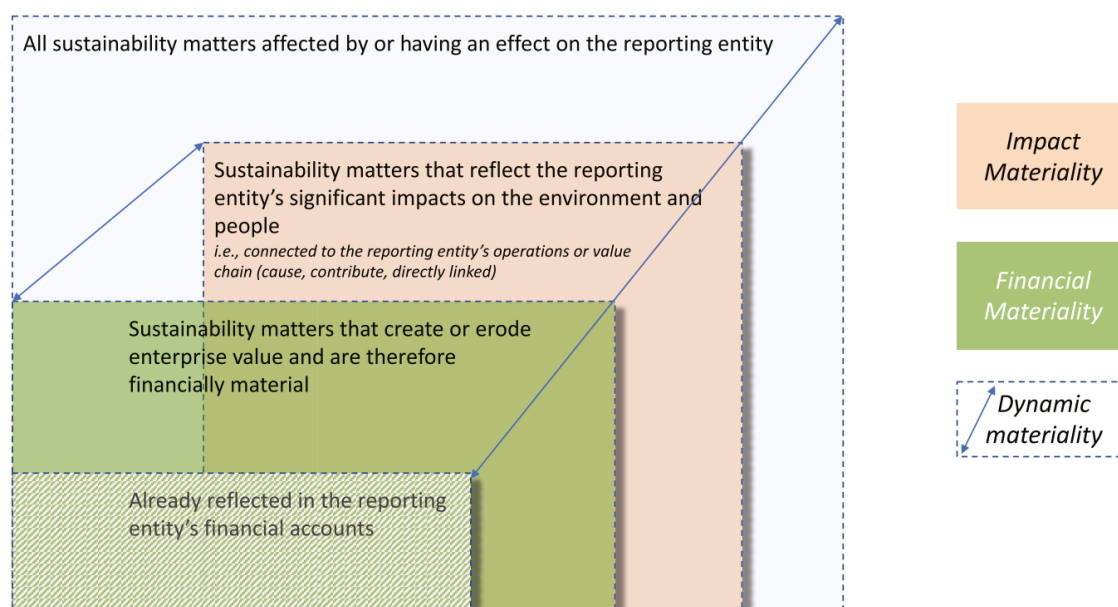 All sustainability matters affected by or having an effect on the reporting entity
Sustainability matters that reflect the reporting
entity’s significant impacts on the environment and
people
i.e., connected to the reporting entity’s operations or value
chain (cause, contribute, directly linked)
Sustainability matters that create or erode
enterprise value and are therefore
financially material
Already reflected in the reporting
entity’s financial accounts
Impact
Materiality
Financial
Materiality
Dynamic
materiality